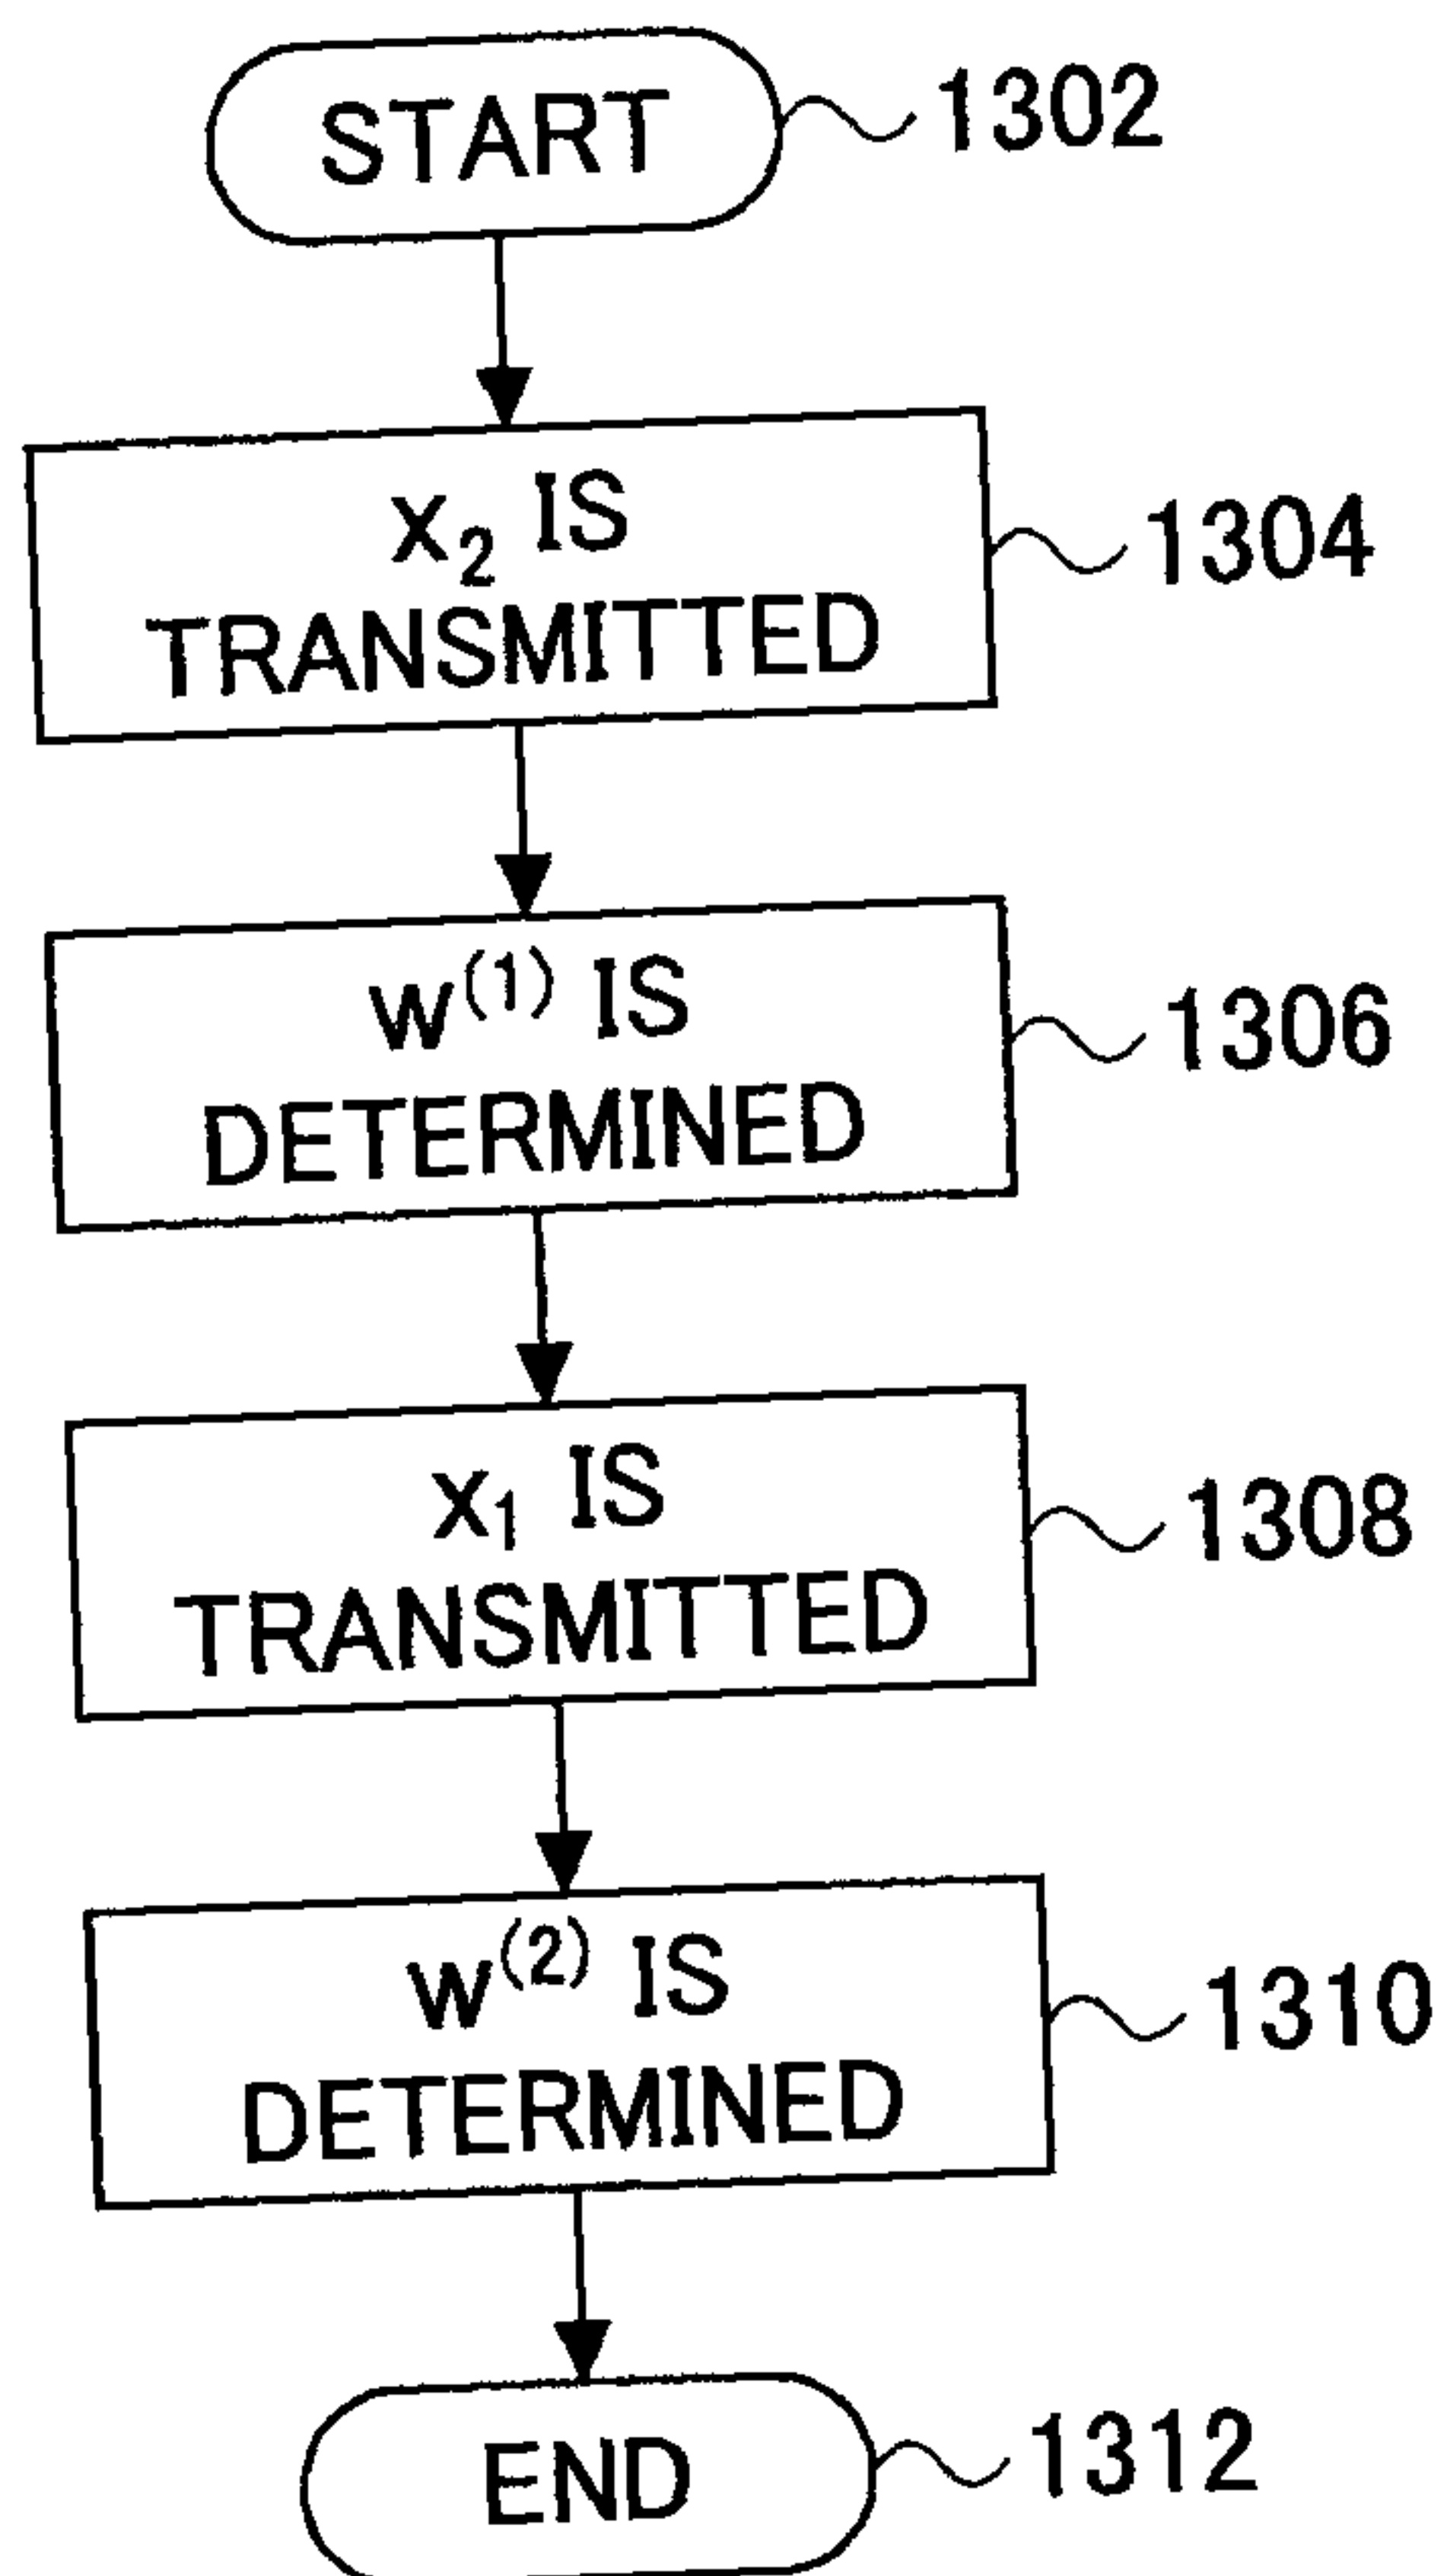 START 1302
x₂ IS
TRANSMITTED
1304
w⁽¹⁾ IS
DETERMINED
1306
x₁ IS
TRANSMITTED
1308
w⁽²⁾ IS
DETERMINED
1310
END 1312